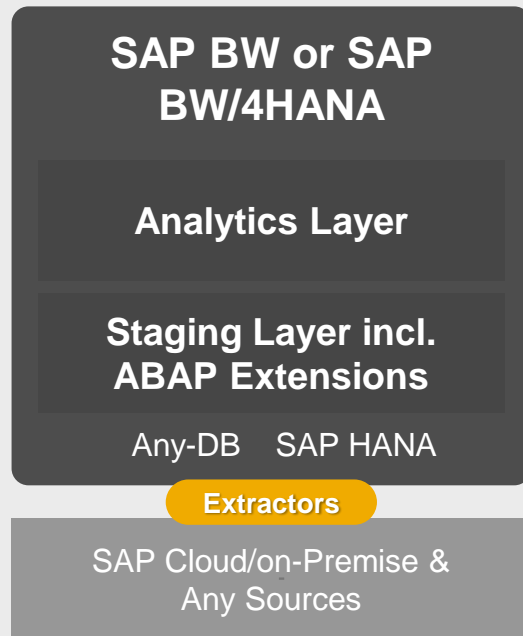 SAP BW or SAP
BW/4HANA
Analytics Layer
Staging Layer incl.
ABAP Extensions
Any-DB SAP HANA
Extractors
SAP Cloud/on-Premise &
Any Sources